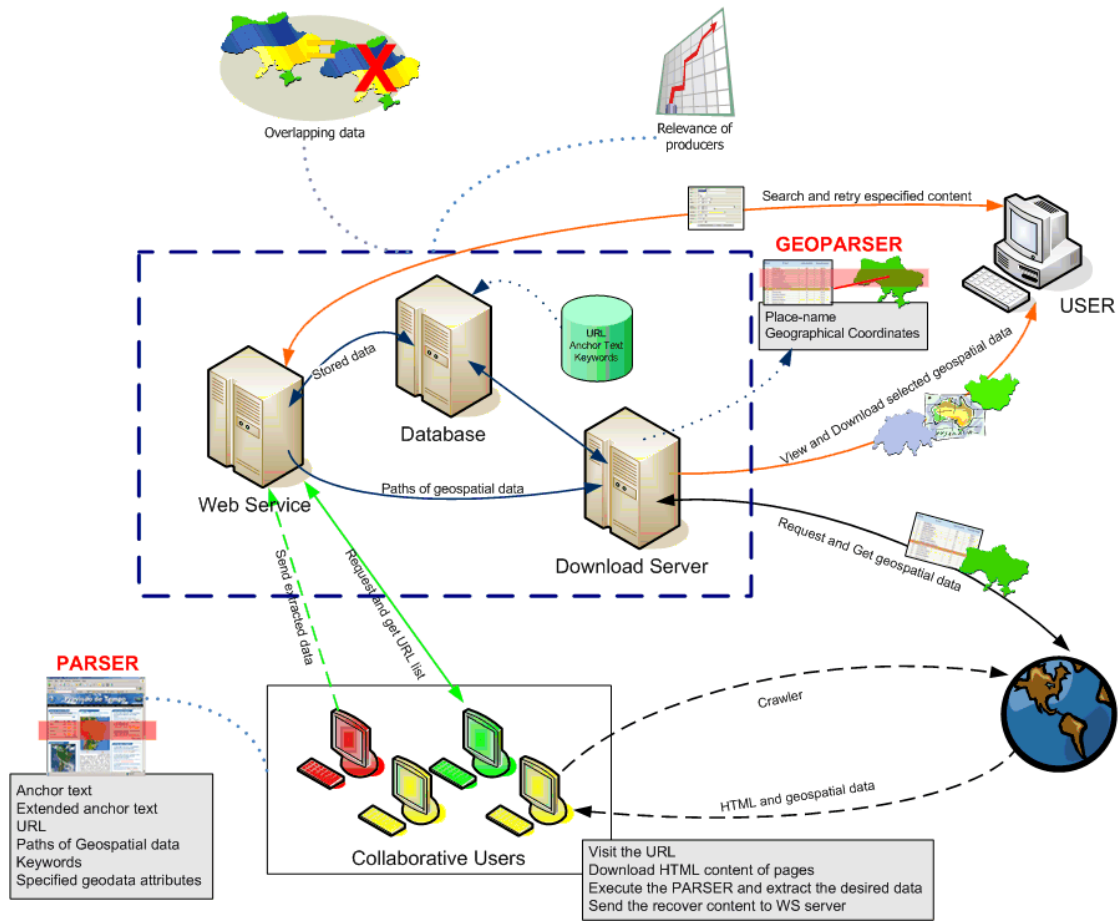 Overlapping data
Relevance of
producers
Search and retry especified content
GEOPARSER
USER
Place-name
Geographical Coordinates
URL
Anchor Text
Keywords
Stored data
Database
View and Download selected geospatial data
Web Service
Paths of geospatial data
Download Server
Request and Get geospatial data
Send extracted data
Request and get URL list
PARSER
Crawler
Anchor text
Extended anchor text
URL
Paths of Geospatial data
Keywords
Specified geodata attributes
HTML and geospatial data
Collaborative Users
Visit the URL
Download HTML content of pages
Execute the PARSER and extract the desired data
Send the recover content to WS server